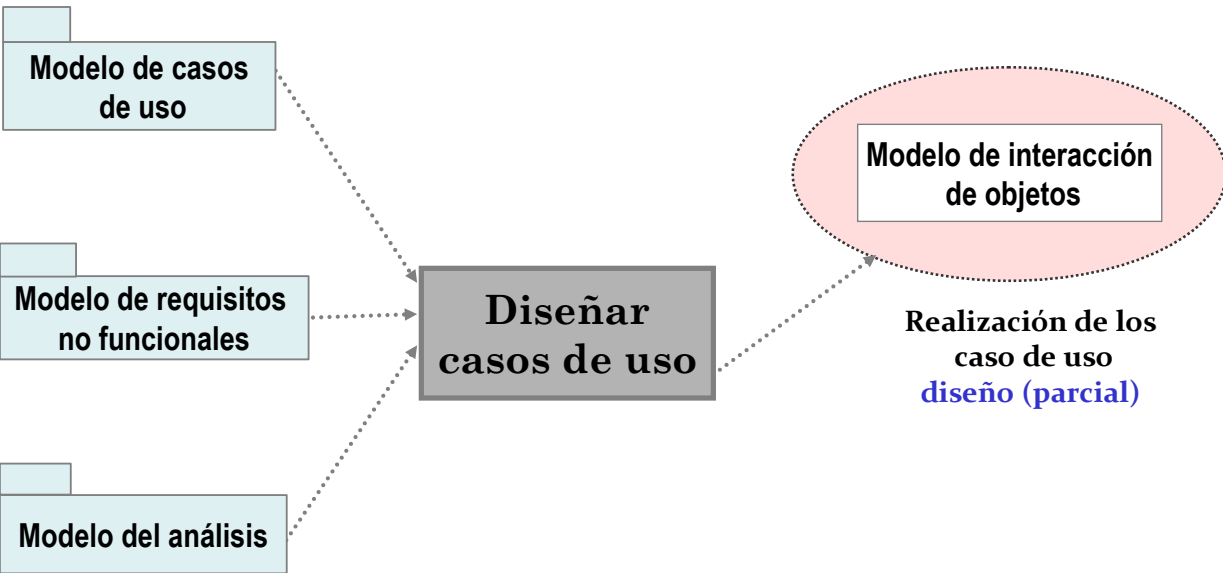 Modelo de casos
de uso
Modelo de requisitos
no funcionales
Modelo del análisis
Diseñar
casos de uso
Modelo de interacción
de objetos
Realización de los
caso de uso
diseño (parcial)